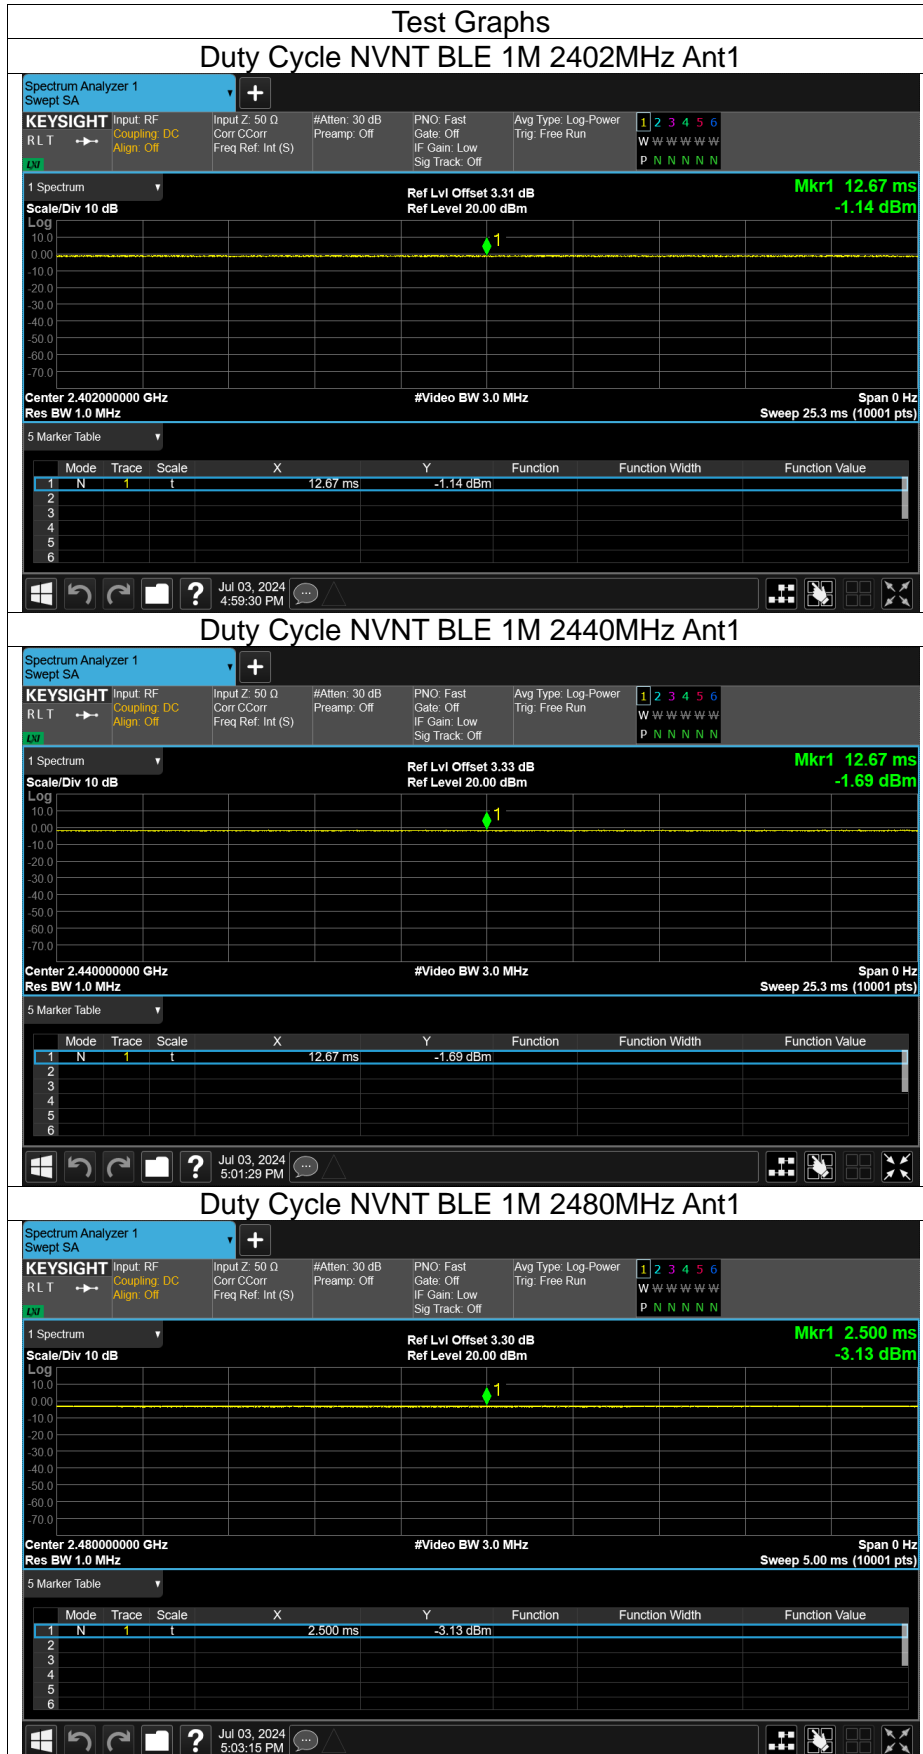 Test Graphs
Duty Cycle NVNT BLE 1M 2402MHz Ant1
Spectrum Analyzer 1
Swept SA
+
KEYSIGHT Input: RF Input Z: 50 Ω #Atten: 30 dB PNO: Fast Avg Type: Log-Power 1 2 3 4 5 6
RLT Coupling: DC Corr CCorr Preamp: Off Gate: Off Trig: Free Run W W W W W W
Align: Off Freq Ref: Int (S) IF Gain: Low
LXI Sig Track: Off P N N N N N
1 Spectrum Ref Lvl Offset 3.31 dB Mkr1 12.67 ms
Scale/Div 10 dB Ref Level 20.00 dBm -1.14 dBm
Log
1
10.0
0.00
-10.0
-20.0
-30.0
-40.0
-50.0
-60.0
-70.0
Center 2.402000000 GHz #Video BW 3.0 MHz Span 0 Hz
Res BW 1.0 MHz Sweep 25.3 ms (10001 pts)
5 Marker Table
Mode Trace Scale X Y Function Function Width Function Value
1 N 1 t 12.67 ms -1.14 dBm
2
3
4
5
6
? Jul 03, 2024
4:59:30 PM
Duty Cycle NVNT BLE 1M 2440MHz Ant1
Spectrum Analyzer 1
Swept SA
+
KEYSIGHT Input: RF Input Z: 50 Ω #Atten: 30 dB PNO: Fast Avg Type: Log-Power 1 2 3 4 5 6
RLT Coupling: DC Corr CCorr Preamp: Off Gate: Off Trig: Free Run W W W W W W
Align: Off Freq Ref: Int (S) IF Gain: Low
LXI Sig Track: Off P N N N N N
1 Spectrum Ref Lvl Offset 3.33 dB Mkr1 12.67 ms
Scale/Div 10 dB Ref Level 20.00 dBm -1.69 dBm
Log
1
10.0
0.00
-10.0
-20.0
-30.0
-40.0
-50.0
-60.0
-70.0
Center 2.440000000 GHz #Video BW 3.0 MHz Span 0 Hz
Res BW 1.0 MHz Sweep 25.3 ms (10001 pts)
5 Marker Table
Mode Trace Scale X Y Function Function Width Function Value
1 N 1 t 12.67 ms -1.69 dBm
2
3
4
5
6
? Jul 03, 2024
5:01:29 PM
Duty Cycle NVNT BLE 1M 2480MHz Ant1
Spectrum Analyzer 1
Swept SA
+
KEYSIGHT Input: RF Input Z: 50 Ω #Atten: 30 dB PNO: Fast Avg Type: Log-Power 1 2 3 4 5 6
RLT Coupling: DC Corr CCorr Preamp: Off Gate: Off Trig: Free Run W W W W W W
Align: Off Freq Ref: Int (S) IF Gain: Low
LXI Sig Track: Off P N N N N N
1 Spectrum Ref Lvl Offset 3.30 dB Mkr1 2.500 ms
Scale/Div 10 dB Ref Level 20.00 dBm -3.13 dBm
Log
1
10.0
0.00
-10.0
-20.0
-30.0
-40.0
-50.0
-60.0
-70.0
Center 2.480000000 GHz #Video BW 3.0 MHz Span 0 Hz
Res BW 1.0 MHz Sweep 5.00 ms (10001 pts)
5 Marker Table
Mode Trace Scale X Y Function Function Width Function Value
1 N 1 t 2.500 ms -3.13 dBm
2
3
4
5
6
? Jul 03, 2024
5:03:15 PM